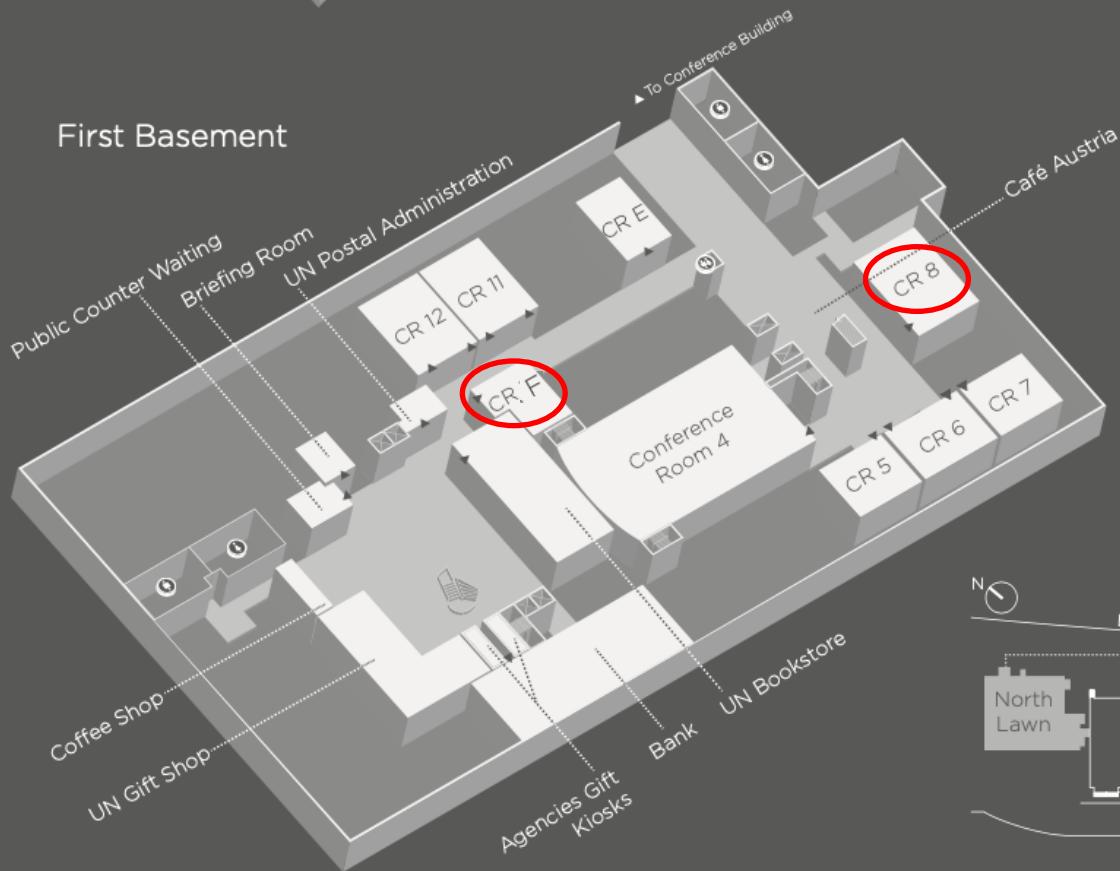 To Conference Building
First Basement
Café Austria
UN Postal Administration
Briefing Room
Public Counter Waiting
CR E
CR 11
CR 12
CR 8
CR F
CR 7
Conference
Room 4
CR 6
CR 5
N
North
Lawn
UN Bookstore
Coffee Shop
Bank
UN Gift Shop
Agencies Gift
Kiosks